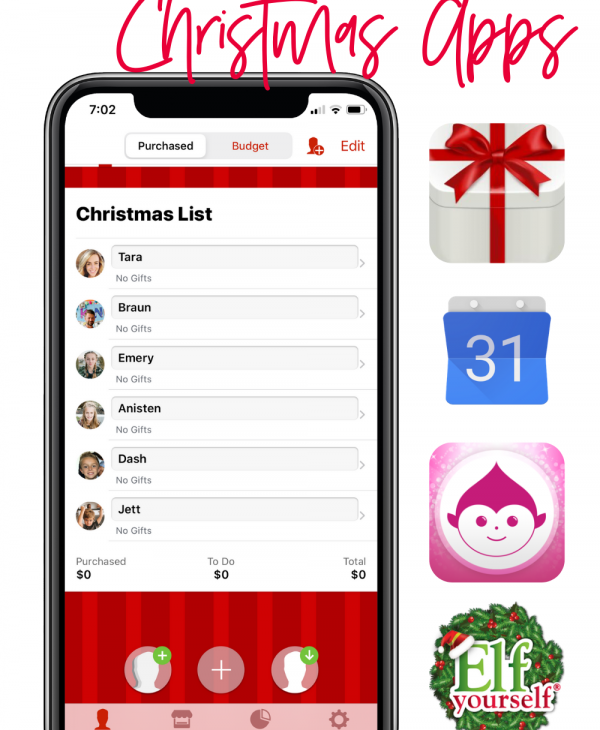 Christmas Apps
7:02
Purchased Budget Edit
Christmas List
Tara
No Gifts
Braun
No Gifts
Emery
No Gifts
Anisten
No Gifts
Dash
No Gifts
Jett
No Gifts
Purchased To Do Total
$0 $0 $0
31
Elf
yourself®